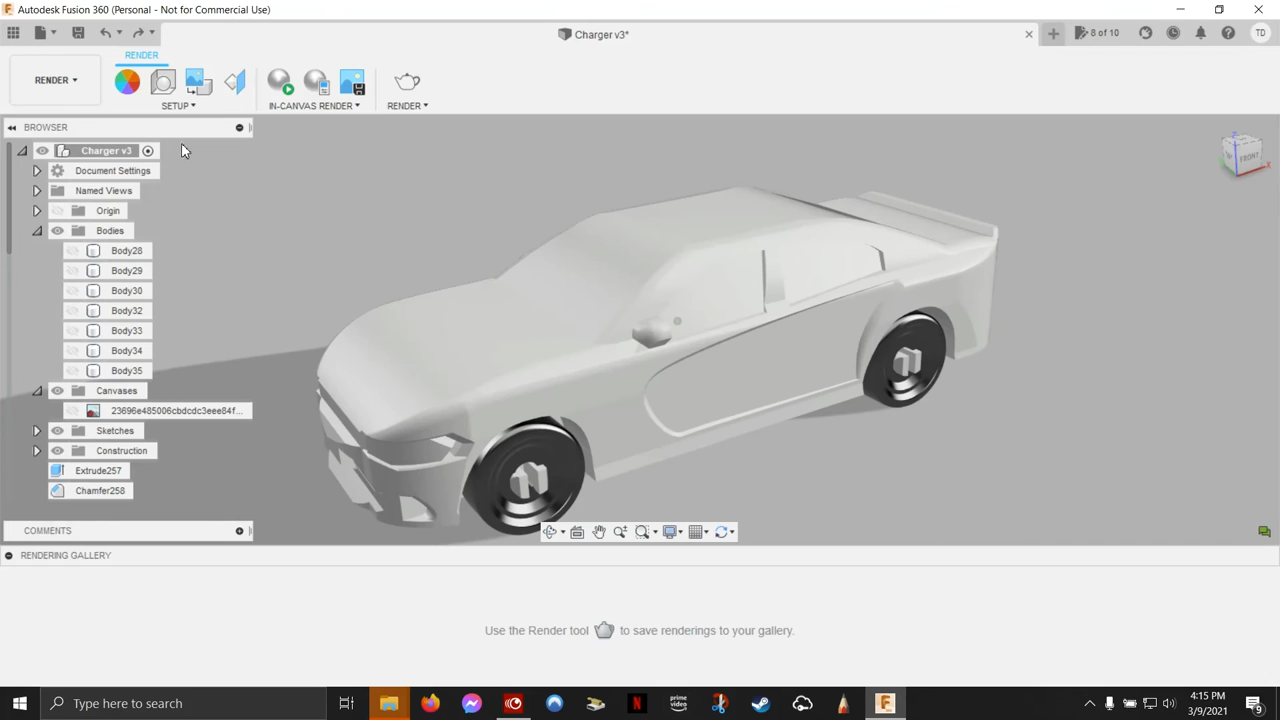 Autodesk Fusion 360 (Personal - Not for Commercial Use)
Charger v3*
8 of 10
TD
RENDER
RENDER
SETUP
IN-CANVAS RENDER
RENDER
BROWSER
Charger v3
Document Settings
Named Views
Origin
Bodies
Body28
Body29
Body30
Body32
Body33
Body34
Body35
Canvases
23696e485006cbdcdc3eee84f...
Sketches
Construction
Extrude257
Chamfer258
FRONT
COMMENTS
RENDERING GALLERY
Use the Render tool to save renderings to your gallery.
Type here to search
4:15 PM
3/9/2021